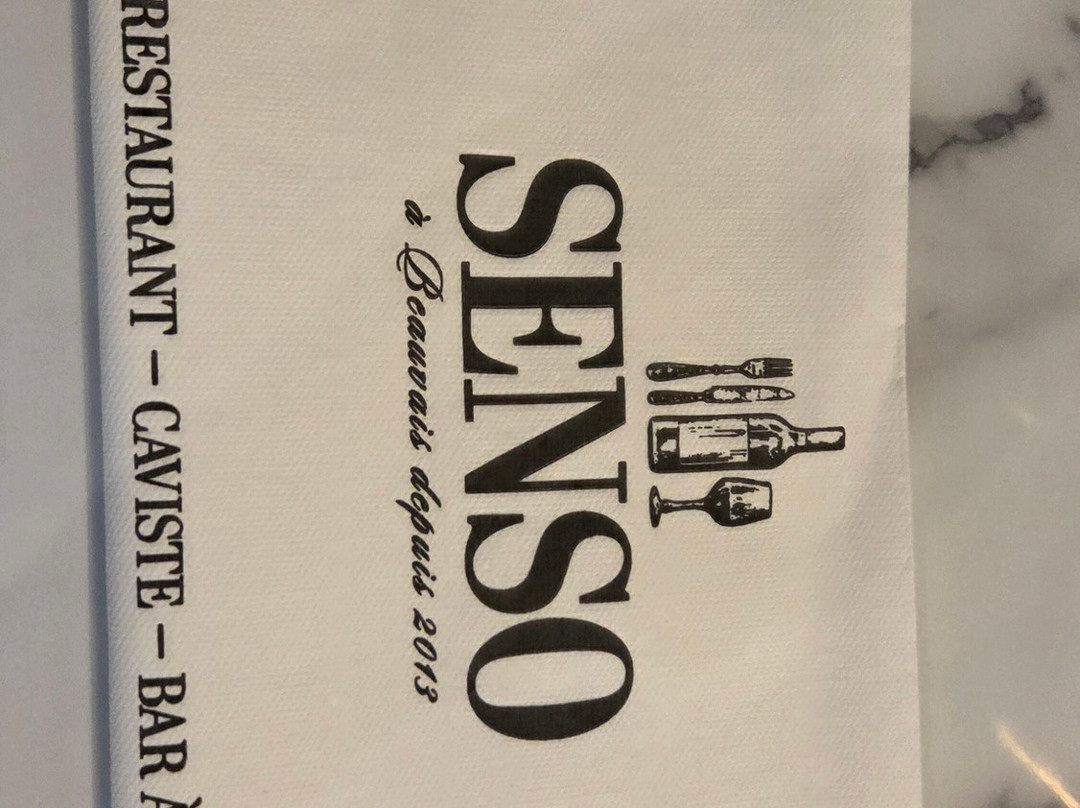 SENSO
à Beauvais depuis 2013
RESTAURANT – CAVISTE – BAR À